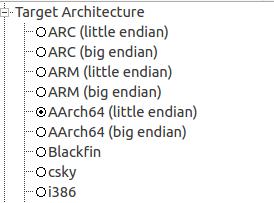 Target Architecture
ARC (little endian)
ARC (big endian)
ARM (little endian)
ARM (big endian)
AArch64 (little endian)
AArch64 (big endian)
Blackfin
csky
i386